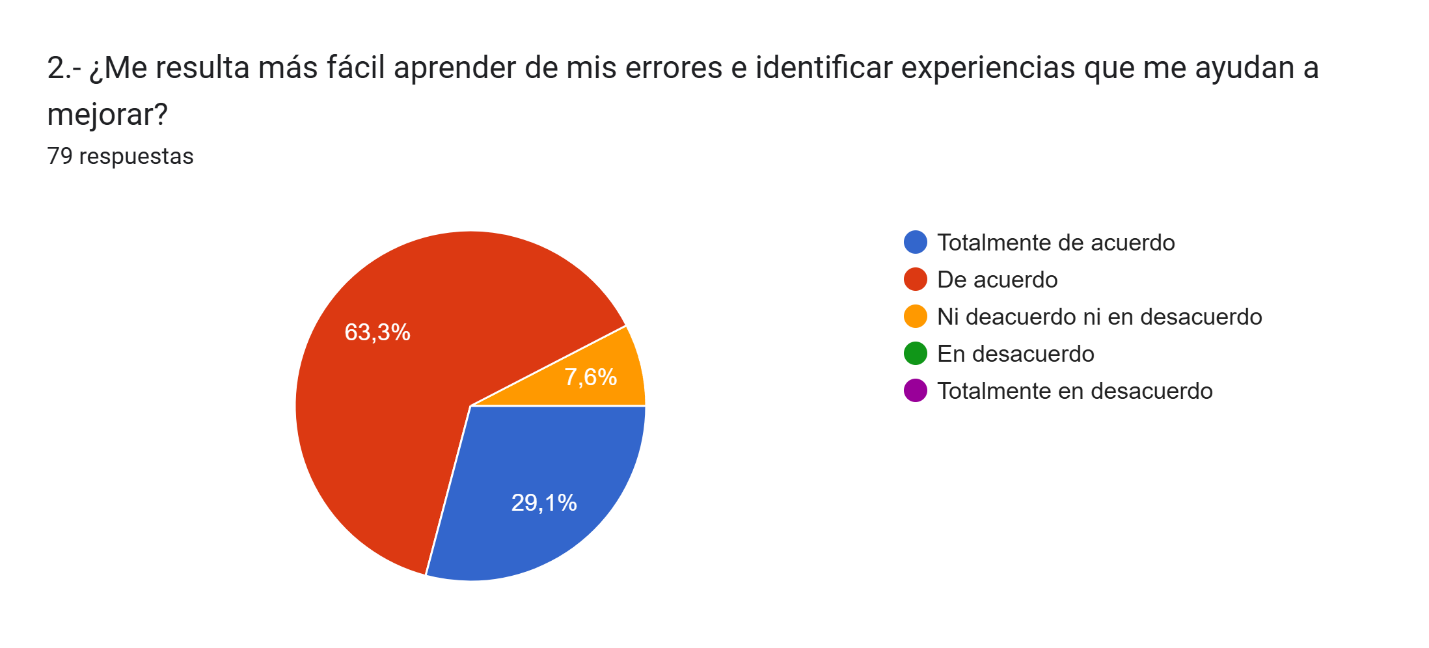 2.- ¿Me resulta más fácil aprender de mis errores e identificar experiencias que me ayudan a
mejorar?
79 respuestas
63,3%
7,6%
29,1%
Totalmente de acuerdo
De acuerdo
Ni deacuerdo ni en desacuerdo
En desacuerdo
Totalmente en desacuerdo